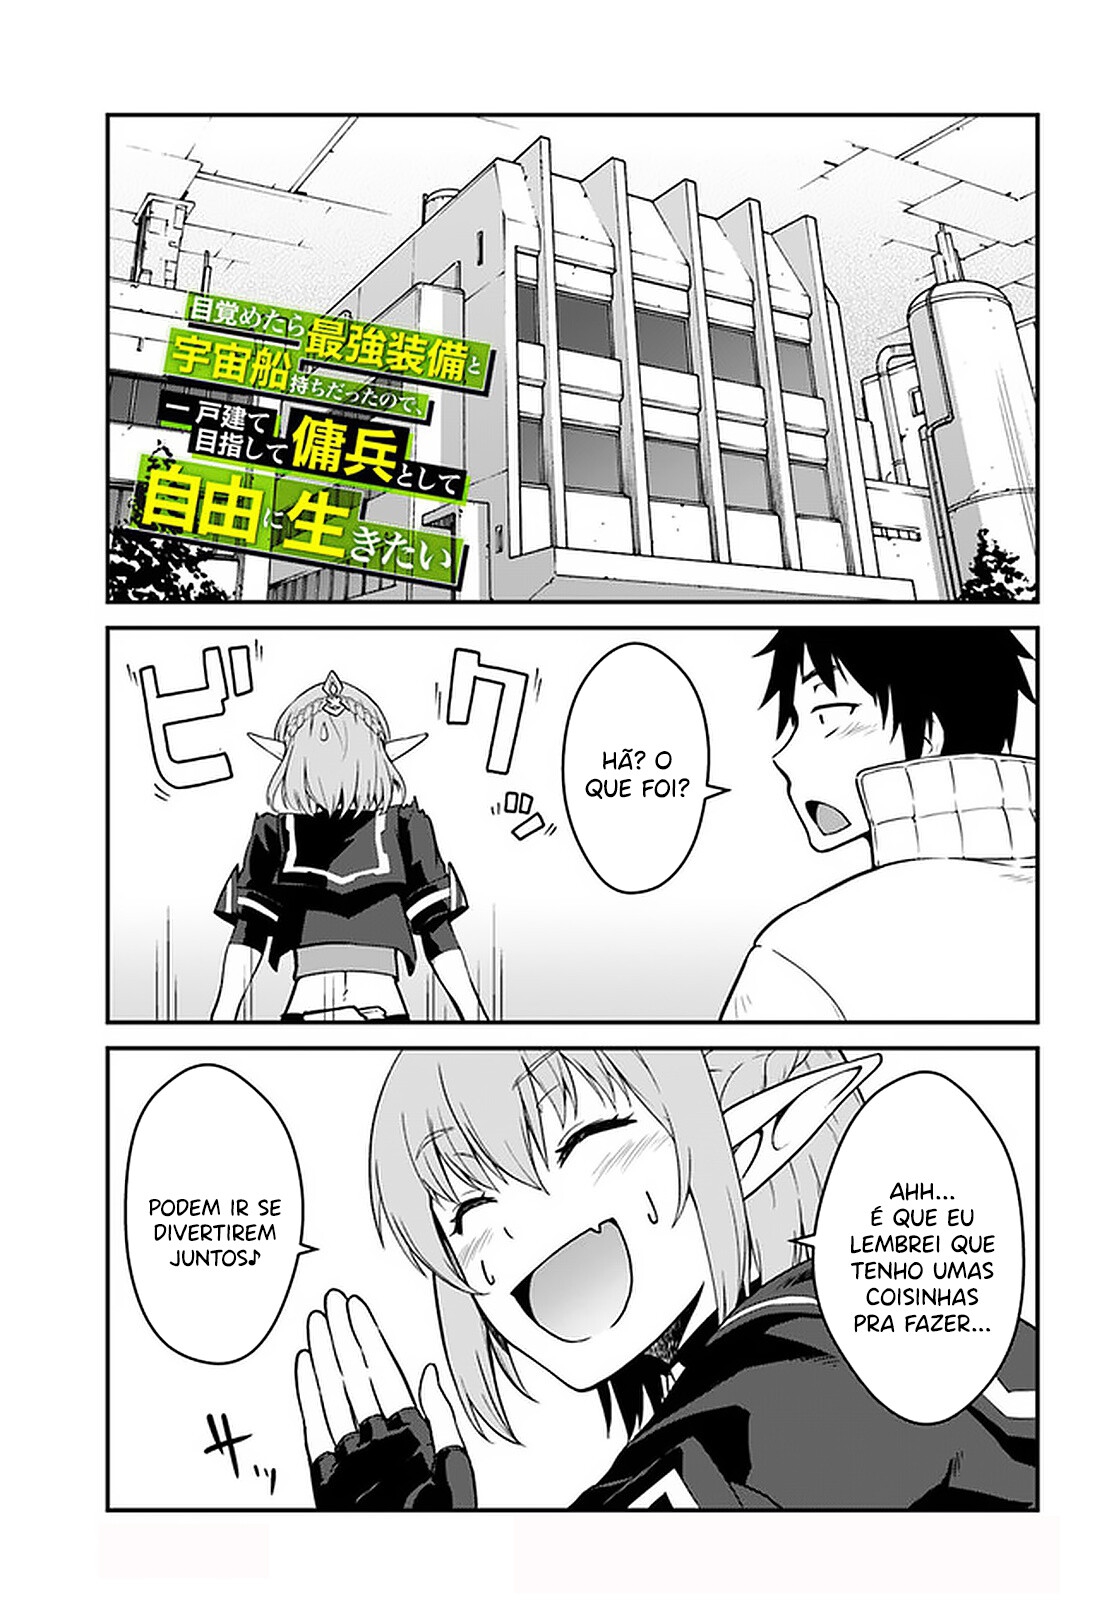 目覚めたら最強装備と
宇宙船持ちだったので、
一戸建て
目指して傭兵として
自由に生きたい
ビクッ
HÃ? O
QUE FOI?
AHH...
É QUE EU
LEMBREI QUE
TENHO UMAS
COISINHAS
PRA FAZER...
PODEM IR SE
DIVERTIREM
JUNTOS♪
サッ